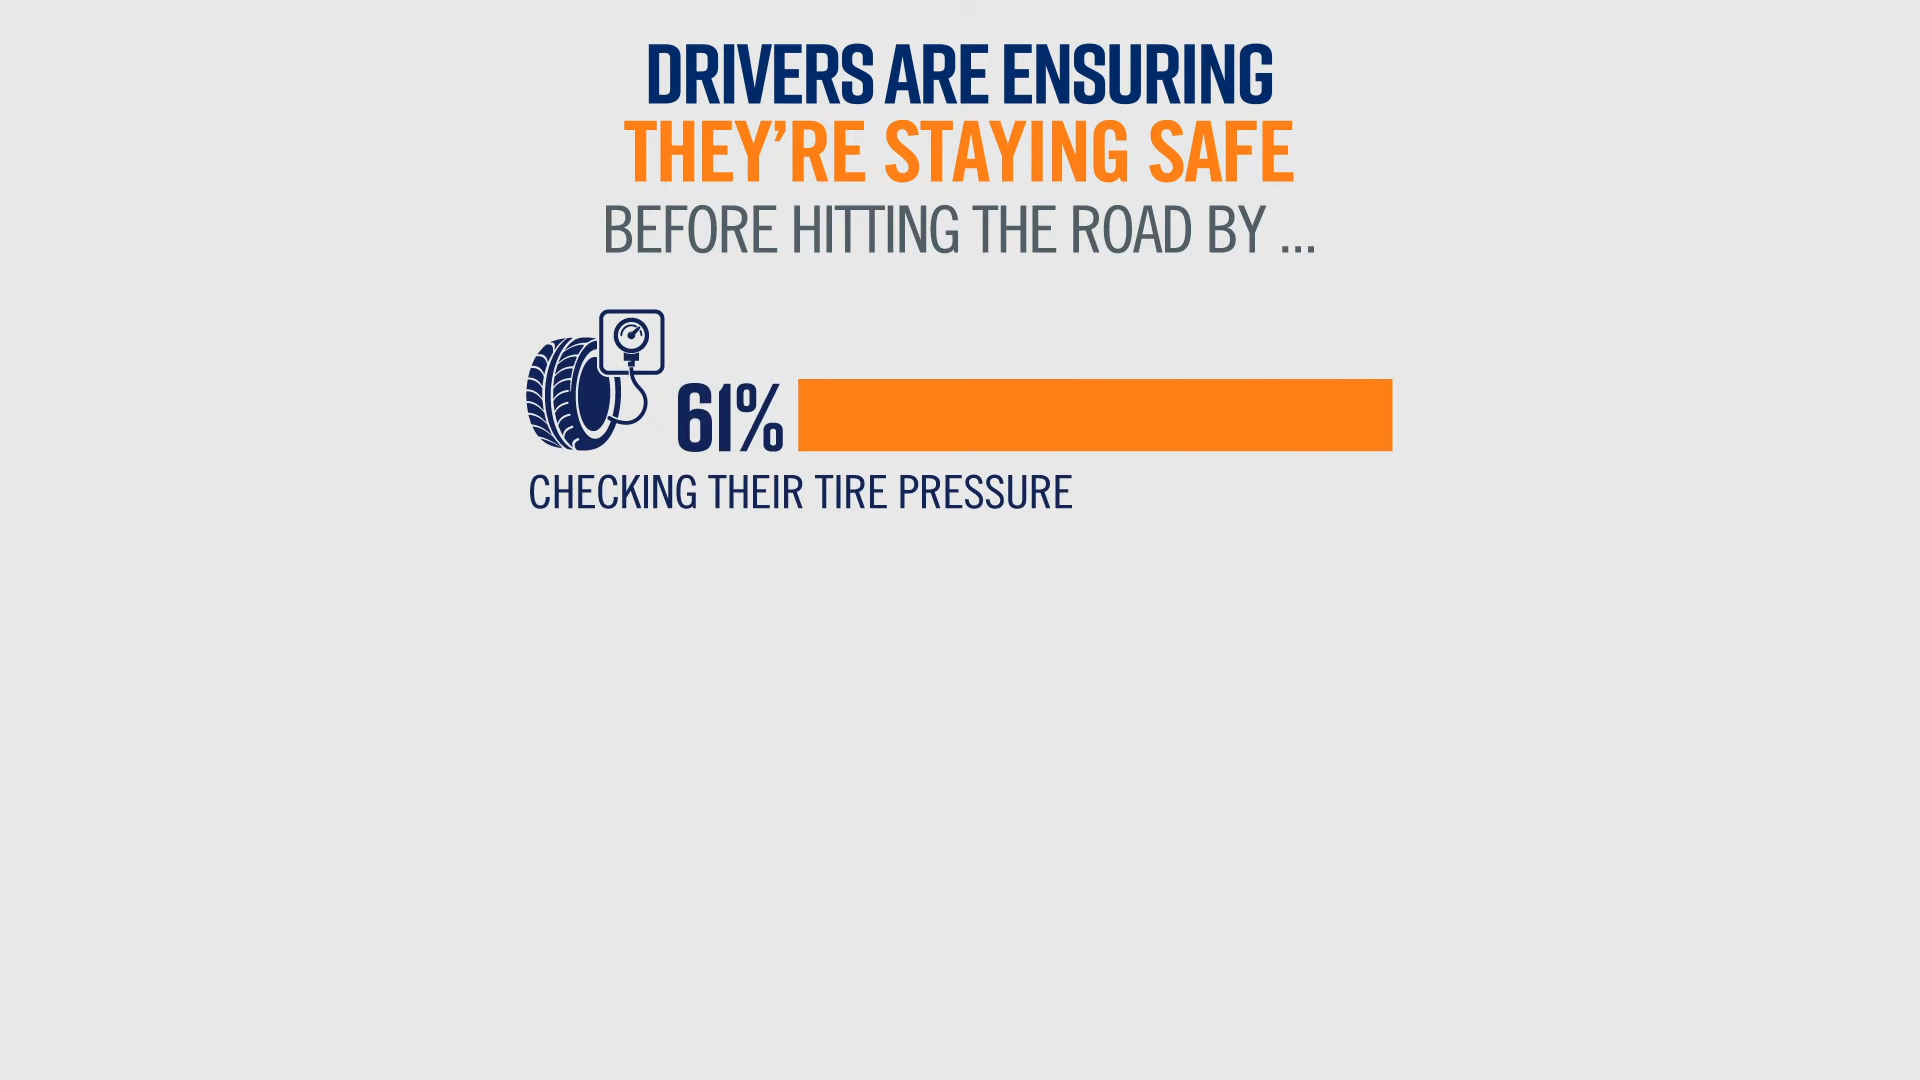 DRIVERS ARE ENSURING
THEY’RE STAYING SAFE
BEFORE HITTING THE ROAD BY ...
61%
CHECKING THEIR TIRE PRESSURE